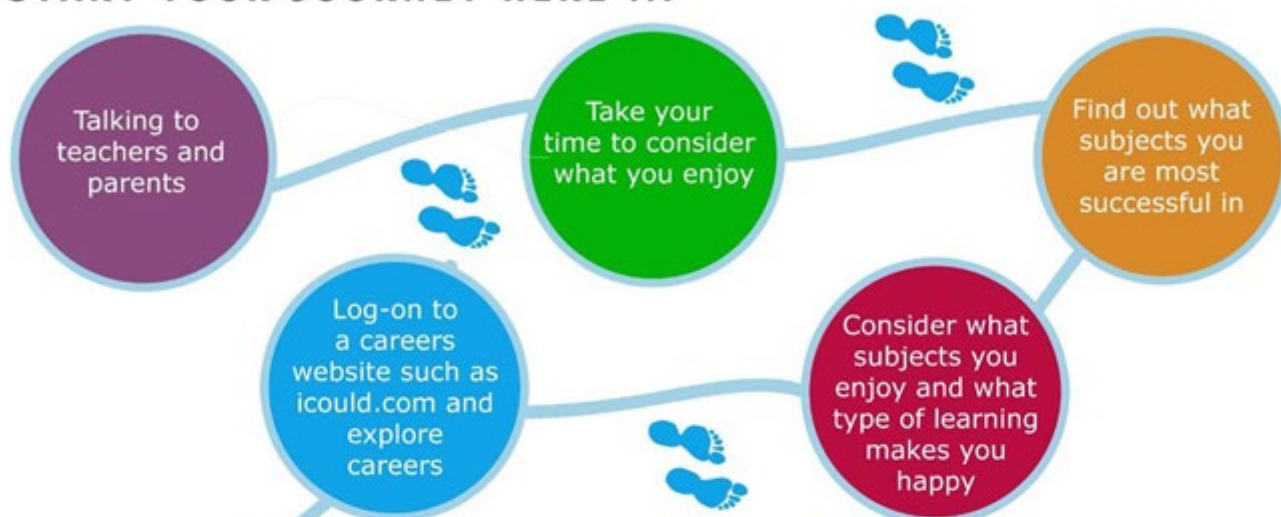 Talking to
teachers and
parents
Take your
time to consider
what you enjoy
Find out what
subjects you
are most
successful in
Consider what
subjects you
enjoy and what
type of learning
makes you
happy
Log-on to
a careers
website such as
icould.com and
explore
careers